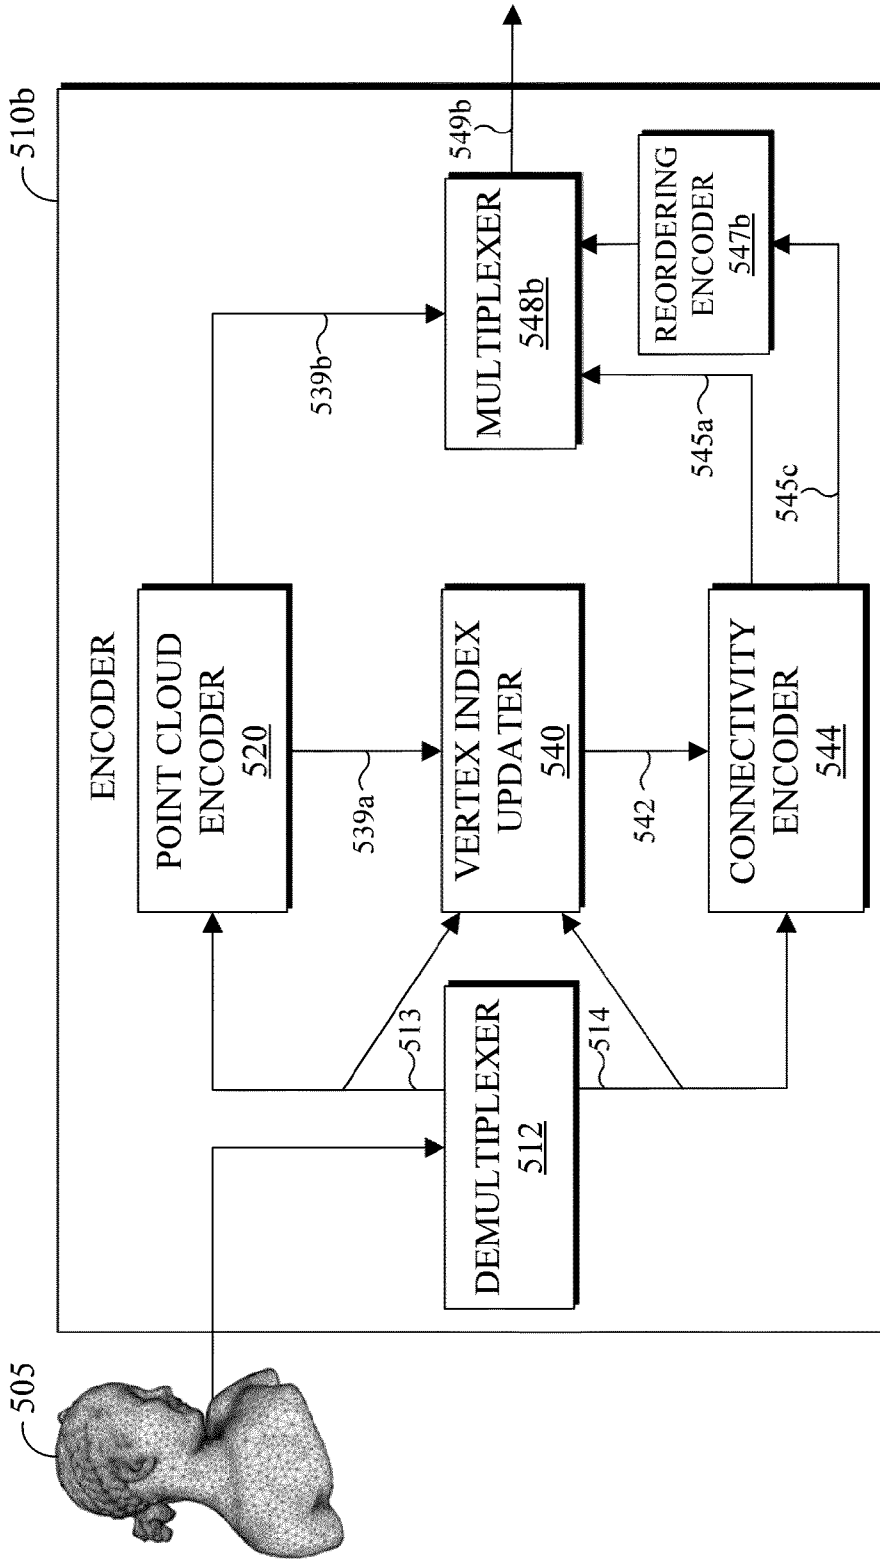 505
510b
ENCODER
DEMULTIPLEXER
512
513
514
POINT CLOUD
ENCODER
520
539a
VERTEX INDEX
UPDATER
540
542
CONNECTIVITY
ENCODER
544
539b
545a
545c
MULTIPLEXER
548b
REORDERING
ENCODER
547b
549b